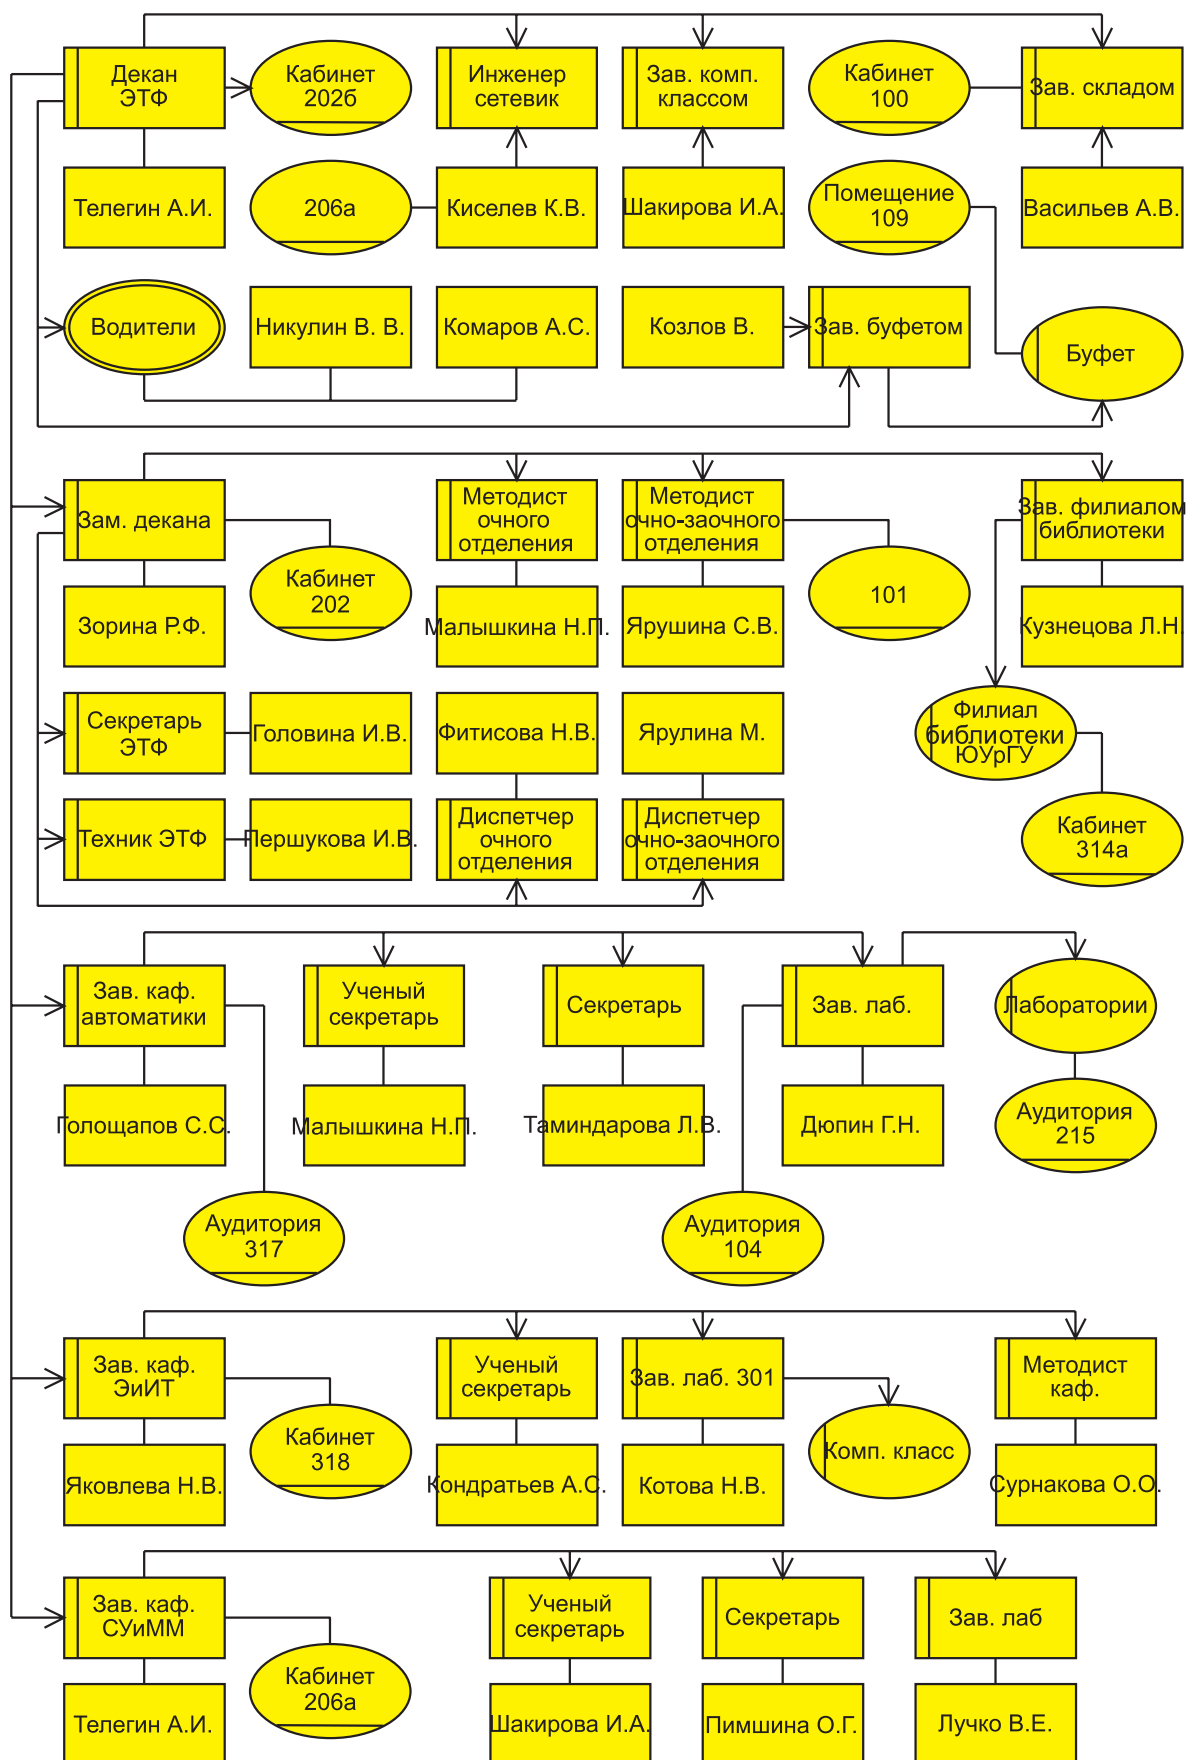 Декан
ЭТФ
Кабинет
202б
Инженер
сетевик
Зав. комп.
классом
Кабинет
100
Зав. складом
Телегин А.И.
206а
Киселев К.В.
Шакирова И.А.
Помещение
109
Васильев А.В.
Водители
Никулин В. В.
Комаров А.С.
Козлов В.
Зав. буфетом
Буфет
Зам. декана
Кабинет
202
Методист
очного
отделения
Методист
очно-заочного
отделения
101
Зав. филиалом
библиотеки
Зорина Р.Ф.
Малышкина Н.П.
Ярушина С.В.
Кузнецова Л.Н.
Секретарь
ЭТФ
Головина И.В.
Фитисова Н.В.
Ярулина М.
Филиал
библиотеки
ЮУрГУ
Техник ЭТФ
Першукова И.В.
Диспетчер
очного
отделения
Диспетчер
очно-заочного
отделения
Кабинет
314а
Зав. каф.
автоматики
Ученый
секретарь
Секретарь
Зав. лаб.
Лаборатории
Голощапов С.С.
Малышкина Н.П.
Таминдарова Л.В.
Дюпин Г.Н.
Аудитория
215
Аудитория
317
Аудитория
104
Зав. каф.
ЭиИТ
Кабинет
318
Ученый
секретарь
Зав. лаб. 301
Комп. класс
Методист
каф.
Яковлева Н.В.
Кондратьев А.С.
Котова Н.В.
Сурнакова О.О.
Зав. каф.
СУиММ
Кабинет
206а
Ученый
секретарь
Секретарь
Зав. лаб
Телегин А.И.
Шакирова И.А.
Пимшина О.Г.
Лучко В.Е.